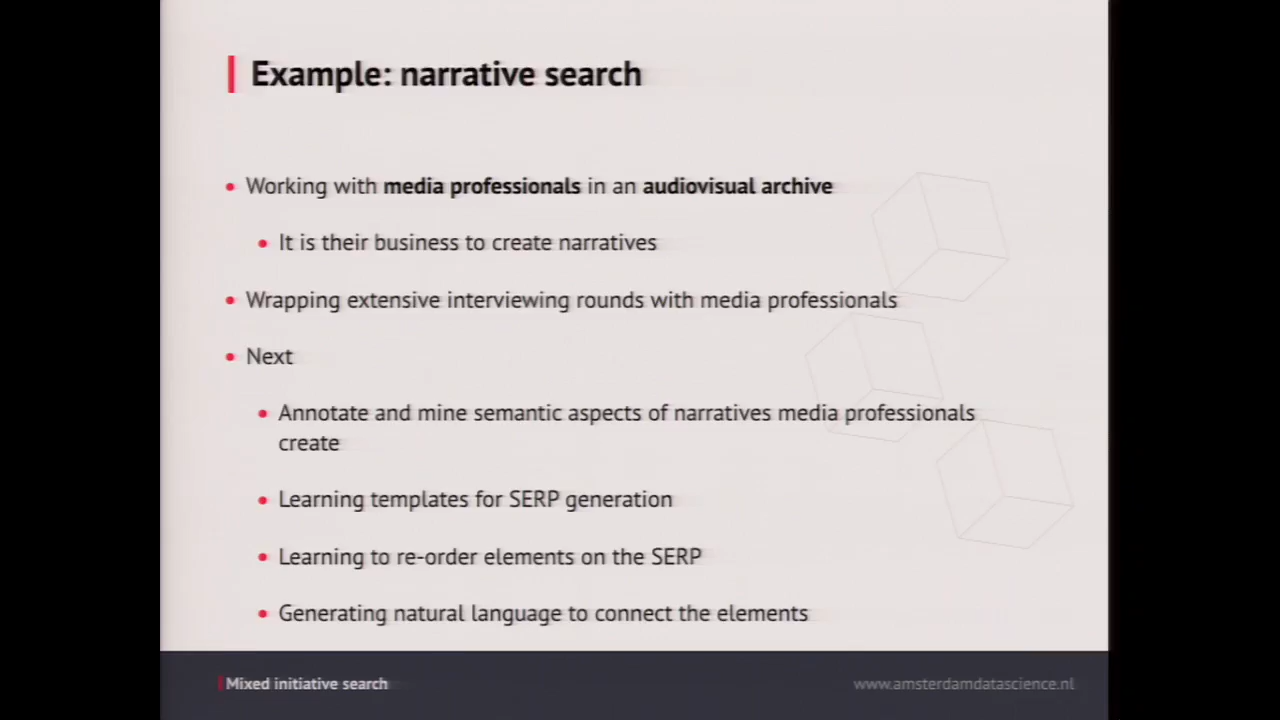 Example: narrative search
Working with media professionals in an audiovisual archive
It is their business to create narratives
Wrapping extensive interviewing rounds with media professionals
Next
Annotate and mine semantic aspects of narratives media professionals
create
Learning templates for SERP generation
Learning to re-order elements on the SERP
Generating natural language to connect the elements
Mixed initiative search
www.amsterdamdatascience.nl